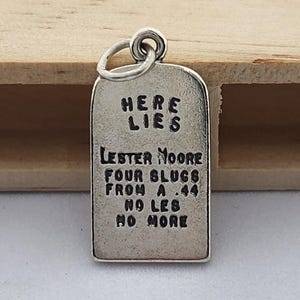 HERE
LIES
LESTER MOORE
FOUR SLUGS
FROM A .44
NO LES
NO MORE